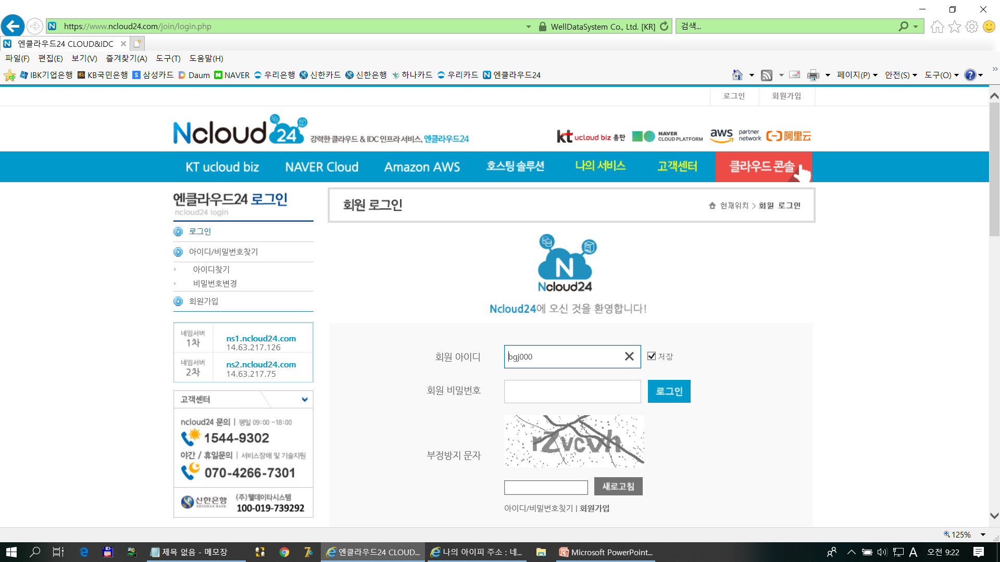 https://www.ncloud24.com/join/login.php
WellDataSystem Co., Ltd. [KR]
검색...
엔클라우드24 CLOUD&IDC
파일(F) 편집(E) 보기(V) 즐겨찾기(A) 도구(T) 도움말(H)
IBK기업은행 KB국민은행 삼성카드 Daum NAVER 우리은행 신한카드 신한은행 하나카드 우리카드 엔클라우드24
페이지(P) 안전(S) 도구(O)
로그인 회원가입
Ncloud24 강력한 클라우드 & IDC 인프라 서비스, 엔클라우드24
kt ucloud biz 총판 NAVER CLOUD PLATFORM aws partner network 阿里云
KT ucloud biz NAVER Cloud Amazon AWS 호스팅 솔루션 나의 서비스 고객센터 클라우드 콘솔
엔클라우드24 로그인
ncloud24 login
로그인
아이디/비밀번호찾기
아이디찾기
비밀번호변경
회원가입
네임서버 1차
ns1.ncloud24.com
14.63.217.126
네임서버 2차
ns2.ncloud24.com
14.63.217.75
고객센터
ncloud24 문의 | 평일 09:00 ~18:00
1544-9302
야간 / 휴일문의 | 서비스장애 및 기술지원
070-4266-7301
신한은행
SHINHAN BANK
(주)웰데이타시스템
100-019-739292
회원 로그인
현재위치 > 회원 로그인
N
Ncloud24
Ncloud24에 오신 것을 환영합니다!
회원 아이디
bgj000
저장
회원 비밀번호
로그인
부정방지 문자
rZvcvh
새로고침
아이디/비밀번호찾기 | 회원가입
125%
제목 없음 - 메모장
엔클라우드24 CLOUD...
나의 아이피 주소 : 네...
Microsoft PowerPoint...
A
오전 9:22